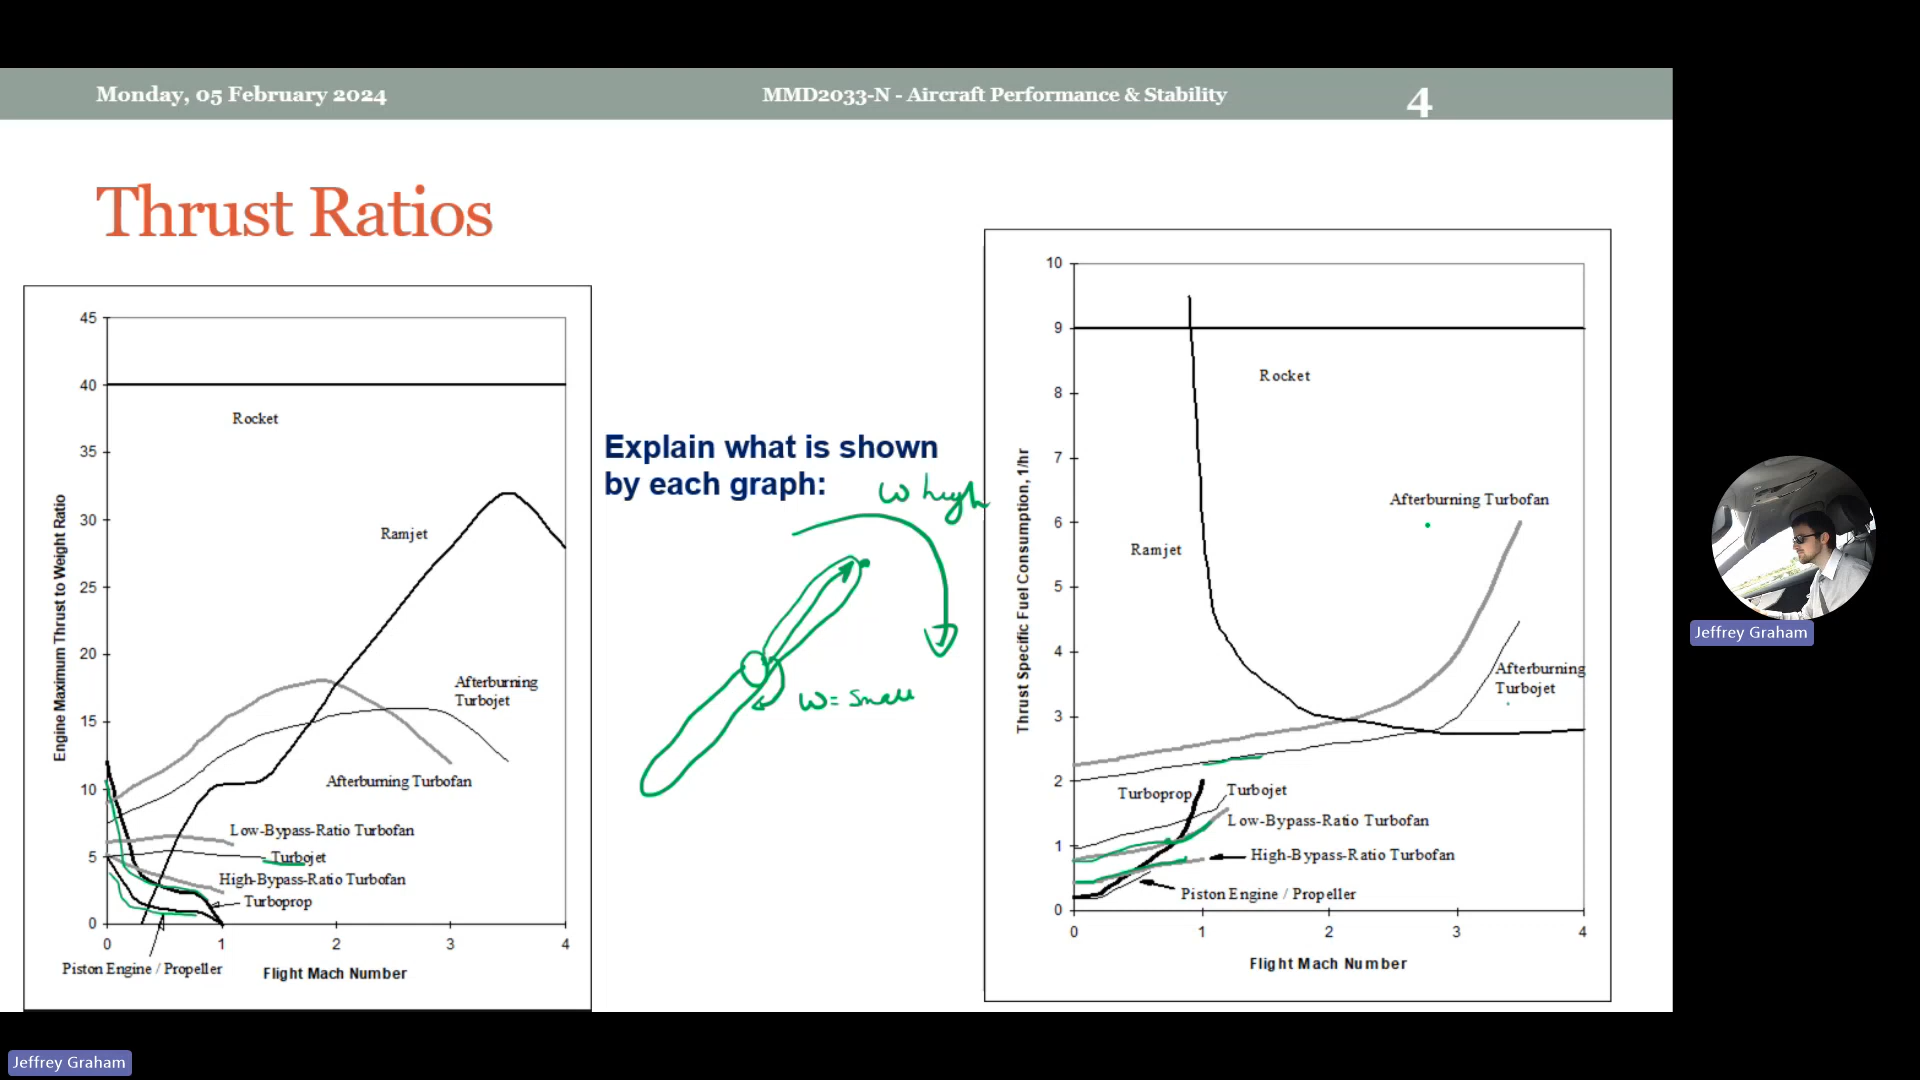 Monday, 05 February 2024
MMD2033-N - Aircraft Performance & Stability
4
Thrust Ratios
45
40
35
30
25
20
15
10
5
0
0
1
2
3
4
Engine Maximum Thrust to Weight Ratio
Flight Mach Number
Rocket
Ramjet
Afterburning
Turbojet
Afterburning Turbofan
Low-Bypass-Ratio Turbofan
Turbojet
High-Bypass-Ratio Turbofan
Turboprop
Piston Engine / Propeller
Explain what is shown
by each graph:
ω high
ω = small
10
9
8
7
6
5
4
3
2
1
0
0
1
2
3
4
Thrust Specific Fuel Consumption, 1/hr
Flight Mach Number
Rocket
Afterburning Turbofan
Ramjet
Afterburning
Turbojet
Turboprop
Turbojet
Low-Bypass-Ratio Turbofan
High-Bypass-Ratio Turbofan
Piston Engine / Propeller
Jeffrey Graham
Jeffrey Graham